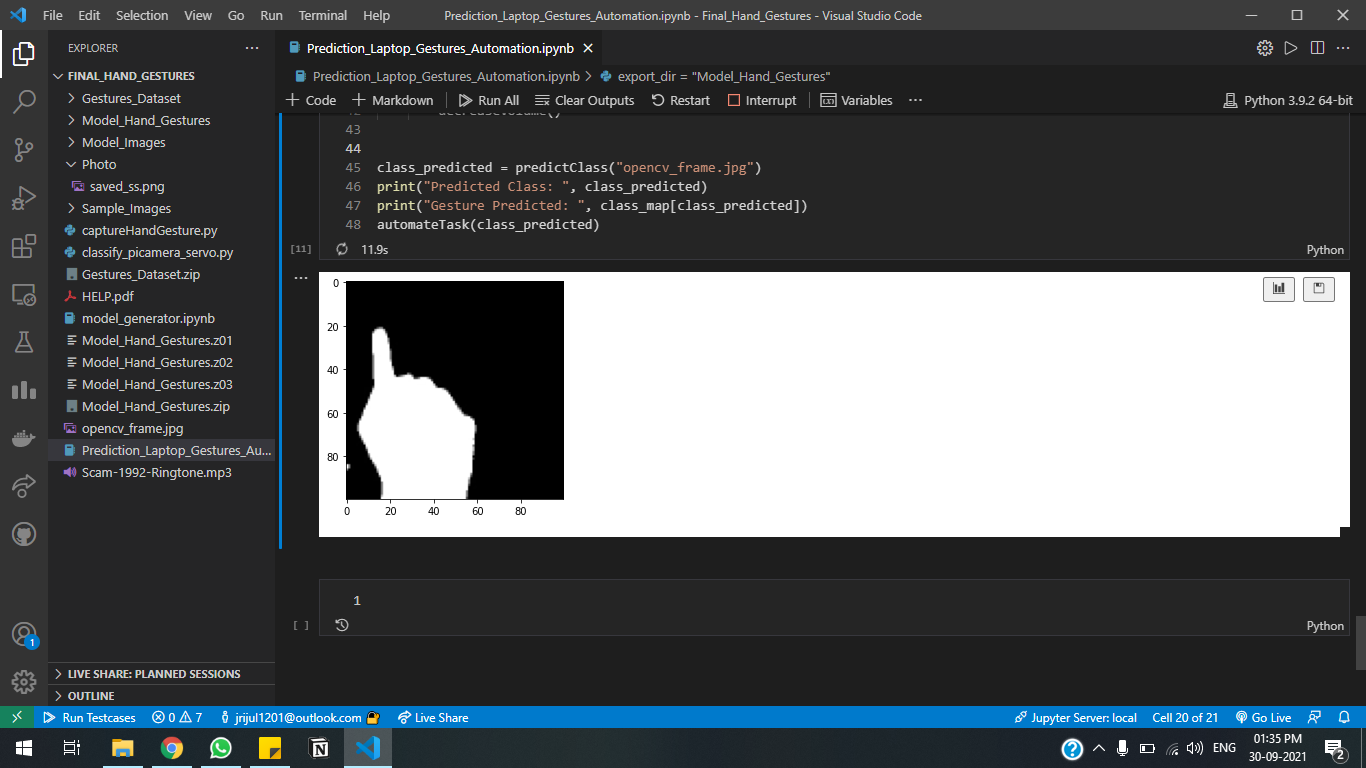 File Edit Selection View Go Run Terminal Help Prediction_Laptop_Gestures_Automation.ipynb - Final_Hand_Gestures - Visual Studio Code
EXPLORER
FINAL_HAND_GESTURES
Gestures_Dataset
Model_Hand_Gestures
Model_Images
Photo
saved_ss.png
Sample_Images
captureHandGesture.py
classify_picamera_servo.py
Gestures_Dataset.zip
HELP.pdf
model_generator.ipynb
Model_Hand_Gestures.z01
Model_Hand_Gestures.z02
Model_Hand_Gestures.z03
Model_Hand_Gestures.zip
opencv_frame.jpg
Prediction_Laptop_Gestures_Au...
Scam-1992-Ringtone.mp3
LIVE SHARE: PLANNED SESSIONS
OUTLINE
1
Prediction_Laptop_Gestures_Automation.ipynb
Prediction_Laptop_Gestures_Automation.ipynb > export_dir = "Model_Hand_Gestures"
Code Markdown Run All Clear Outputs Restart Interrupt Variables Python 3.9.2 64-bit
43
44
45 class_predicted = predictClass("opencv_frame.jpg")
46 print("Predicted Class: ", class_predicted)
47 print("Gesture Predicted: ", class_map[class_predicted])
48 automateTask(class_predicted)
[11] 11.9s Python
0
20
40
60
80
0 20 40 60 80
1
[ ] Python
Run Testcases 0 7 jrijul1201@outlook.com Live Share Jupyter Server: local Cell 20 of 21 Go Live
ENG 01:35 PM
30-09-2021
2